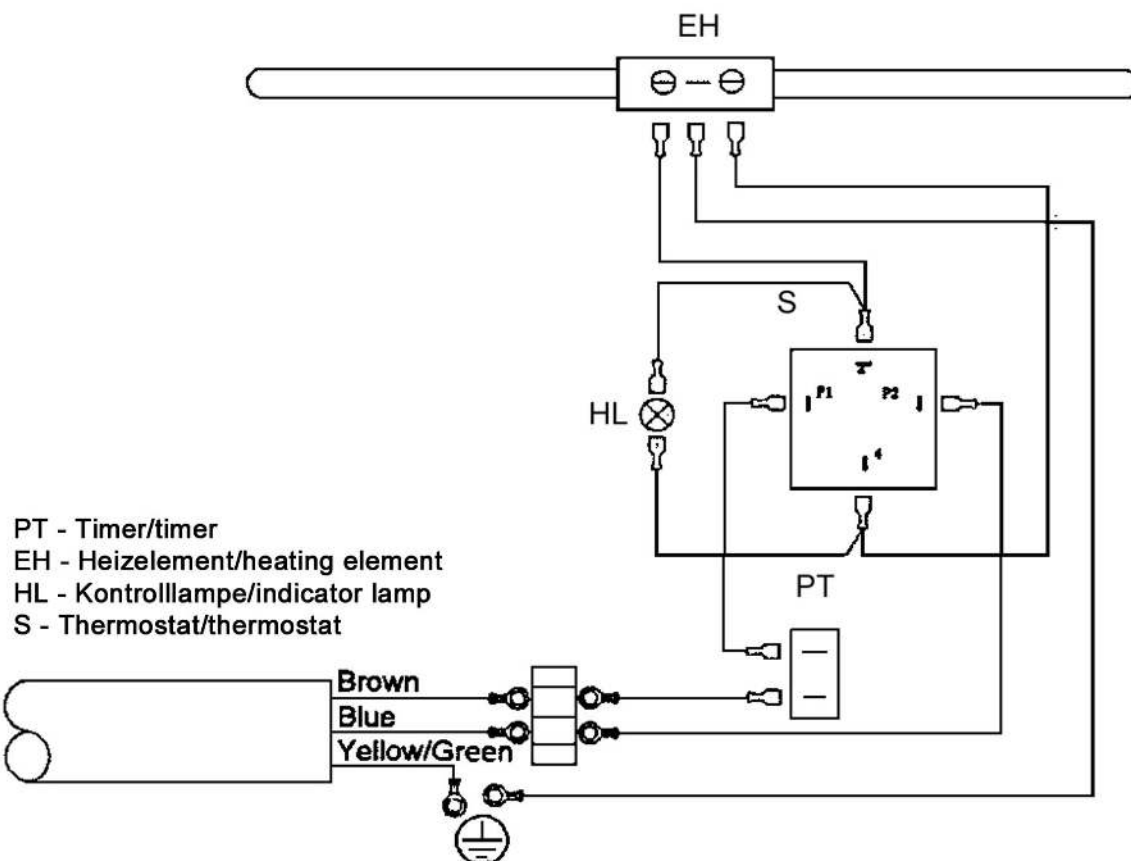 EH
S
P1
P2
HL
4
PT - Timer/timer
EH - Heizelement/heating element
HL - Kontrolllampe/indicator lamp
S - Thermostat/thermostat
PT
Brown
Blue
Yellow/Green